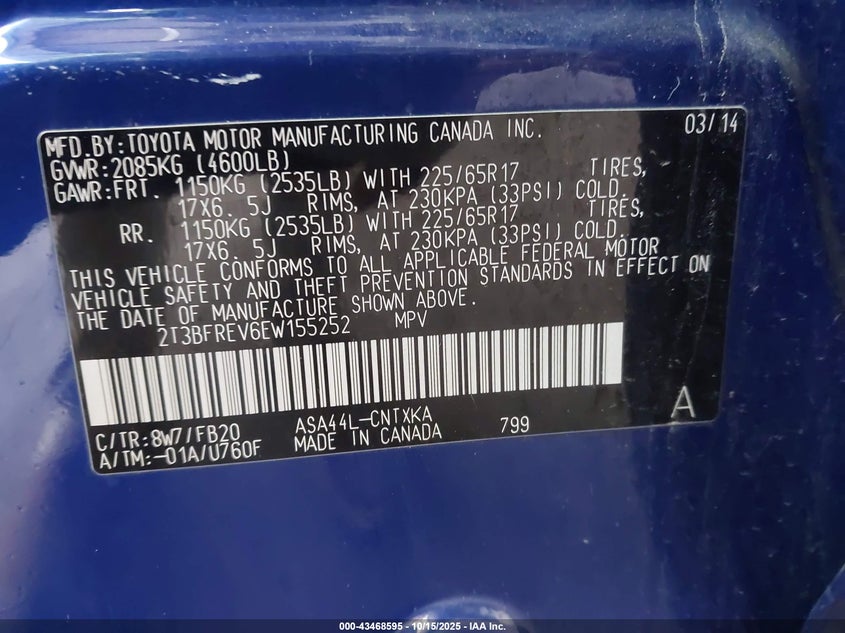 MFD.BY:TOYOTA MOTOR MANUFACTURING CANADA INC. 03/14
GVWR:2085KG (4600LB)
GAWR:FRT. 1150KG (2535LB) WITH 225/65R17 TIRES,
17X6. 5J RIMS, AT 230KPA (33PSI) COLD.
RR. 1150KG (2535LB) WITH 225/65R17 TIRES,
17X6. 5J RIMS, AT 230KPA (33PSI) COLD.
THIS VEHICLE CONFORMS TO ALL APPLICABLE FEDERAL MOTOR
VEHICLE SAFETY AND THEFT PREVENTION STANDARDS IN EFFECT ON
THE DATE OF MANUFACTURE SHOWN ABOVE.
2T3BFREV6EW155252 MPV
C/TR:8W7/FB20 ASA44L-CNTXKA A
A/TM:-01A/U760F MADE IN CANADA 799
000-43468595 - 10/15/2025 - IAA Inc.